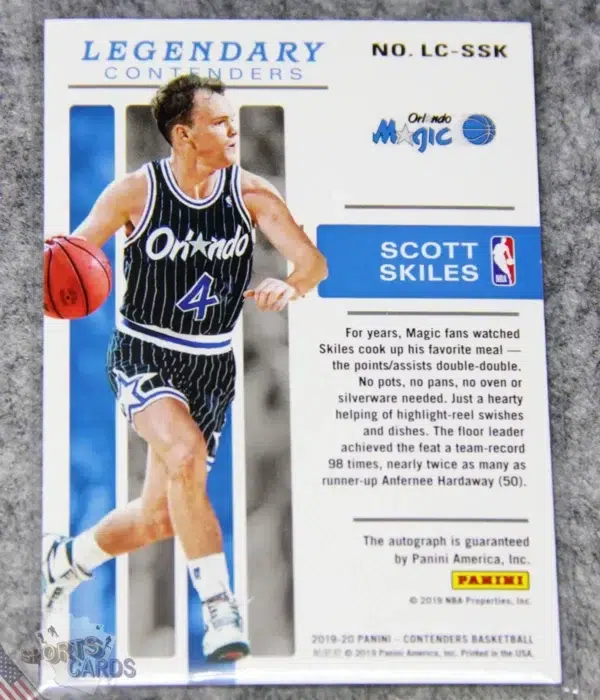 LEGENDARY
CONTENDERS
NO. LC-SSK
Orlando
Magic
Orlando
4
SCOTT
SKILES
NBA
For years, Magic fans watched
Skiles cook up his favorite meal —
the points/assists double-double.
No pots, no pans, no oven or
silverware needed. Just a hearty
helping of highlight-reel swishes
and dishes. The floor leader
achieved the feat a team-record
98 times, nearly twice as many as
runner-up Anfernee Hardaway (50).
The autograph is guaranteed
by Panini America, Inc.
PANINI
© 2019 NBA Properties, Inc.
2019-20 PANINI - CONTENDERS BASKETBALL
© 2019 Panini America, Inc. Printed in the USA.
SPORTS
CARDS